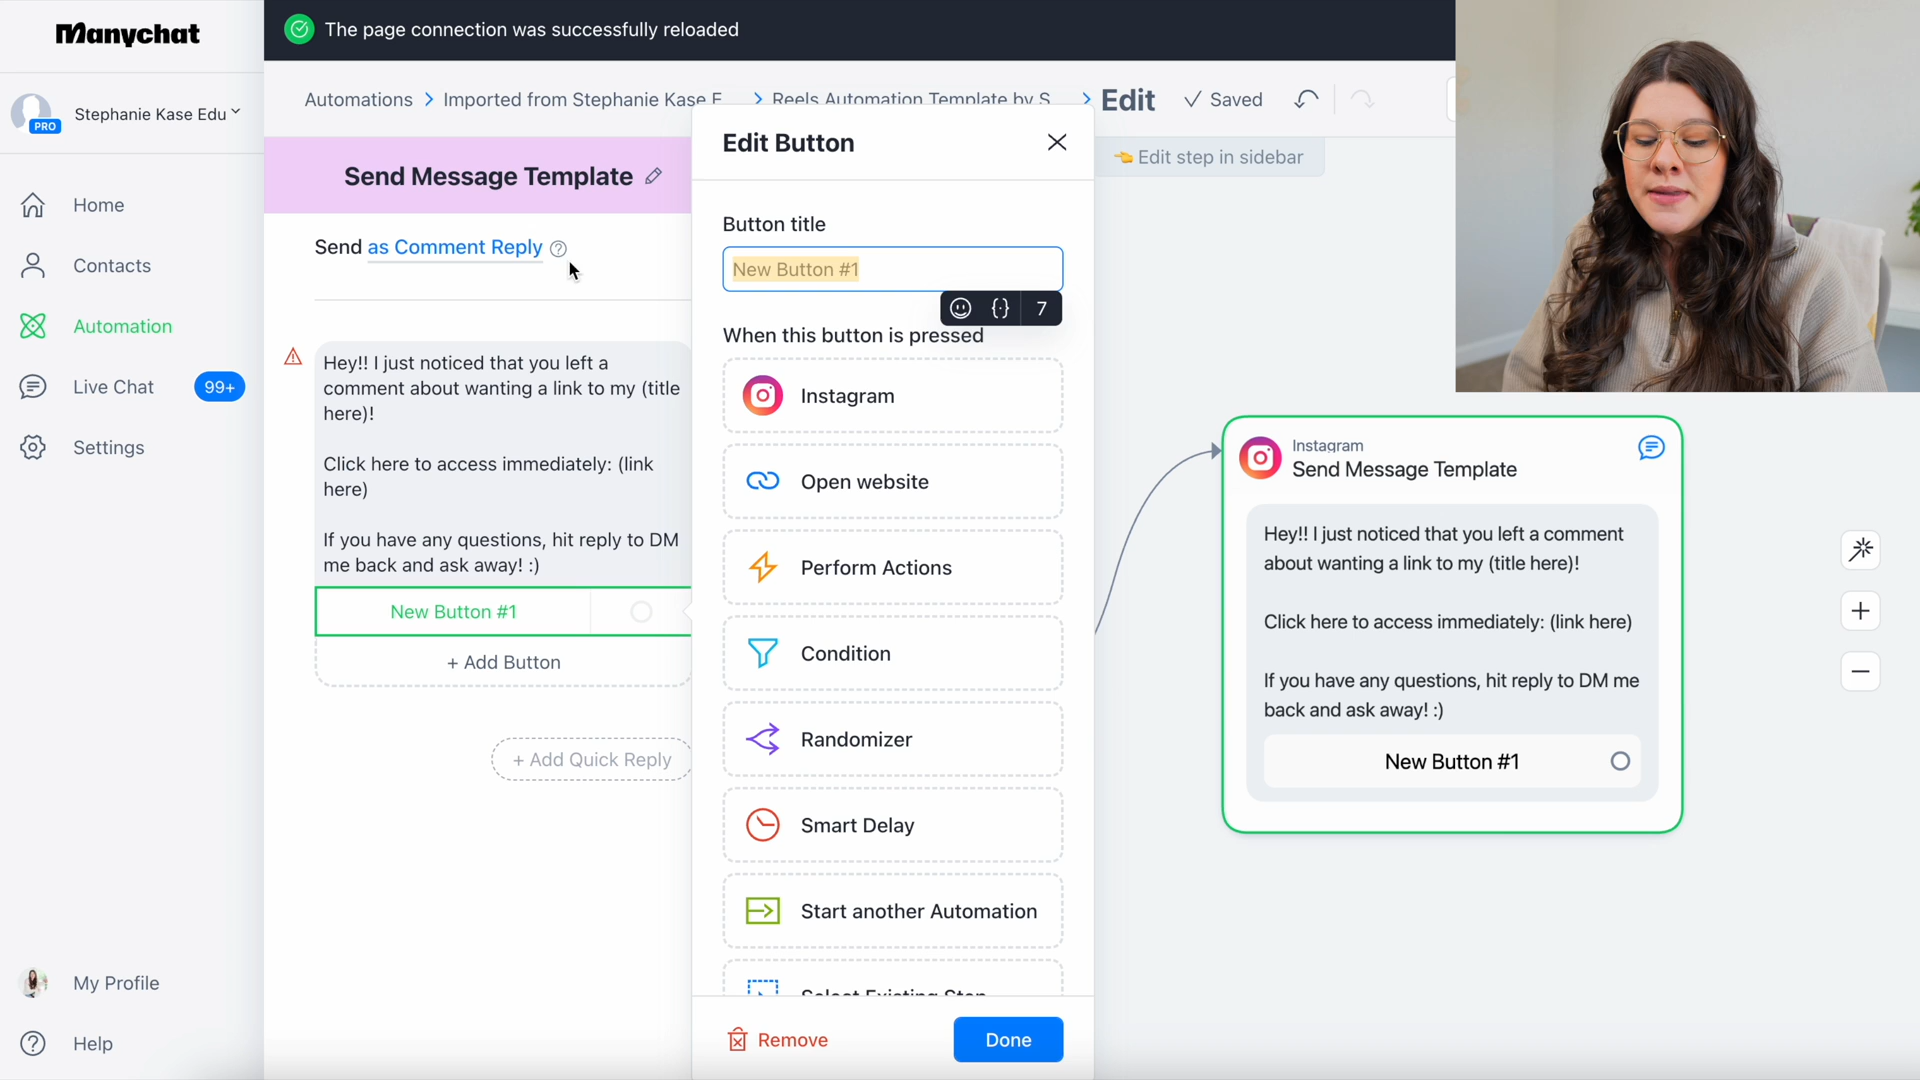 Manychat
The page connection was successfully reloaded
Stephanie Kase Edu
PRO
Automations
Imported from Stephanie Kase E
Reels Automation Template by S
Edit
Saved
Edit step in sidebar
Home
Contacts
Automation
Live Chat
99+
Settings
My Profile
Help
Send Message Template
Send as Comment Reply
Hey!! I just noticed that you left a
comment about wanting a link to my (title
here)!
Click here to access immediately: (link
here)
If you have any questions, hit reply to DM
me back and ask away! :)
New Button #1
+ Add Button
+ Add Quick Reply
Edit Button
Button title
New Button #1
7
When this button is pressed
Instagram
Open website
Perform Actions
Condition
Randomizer
Smart Delay
Start another Automation
Select Existing Step
Remove
Done
Instagram
Send Message Template
Hey!! I just noticed that you left a comment
about wanting a link to my (title here)!
Click here to access immediately: (link here)
If you have any questions, hit reply to DM me
back and ask away! :)
New Button #1